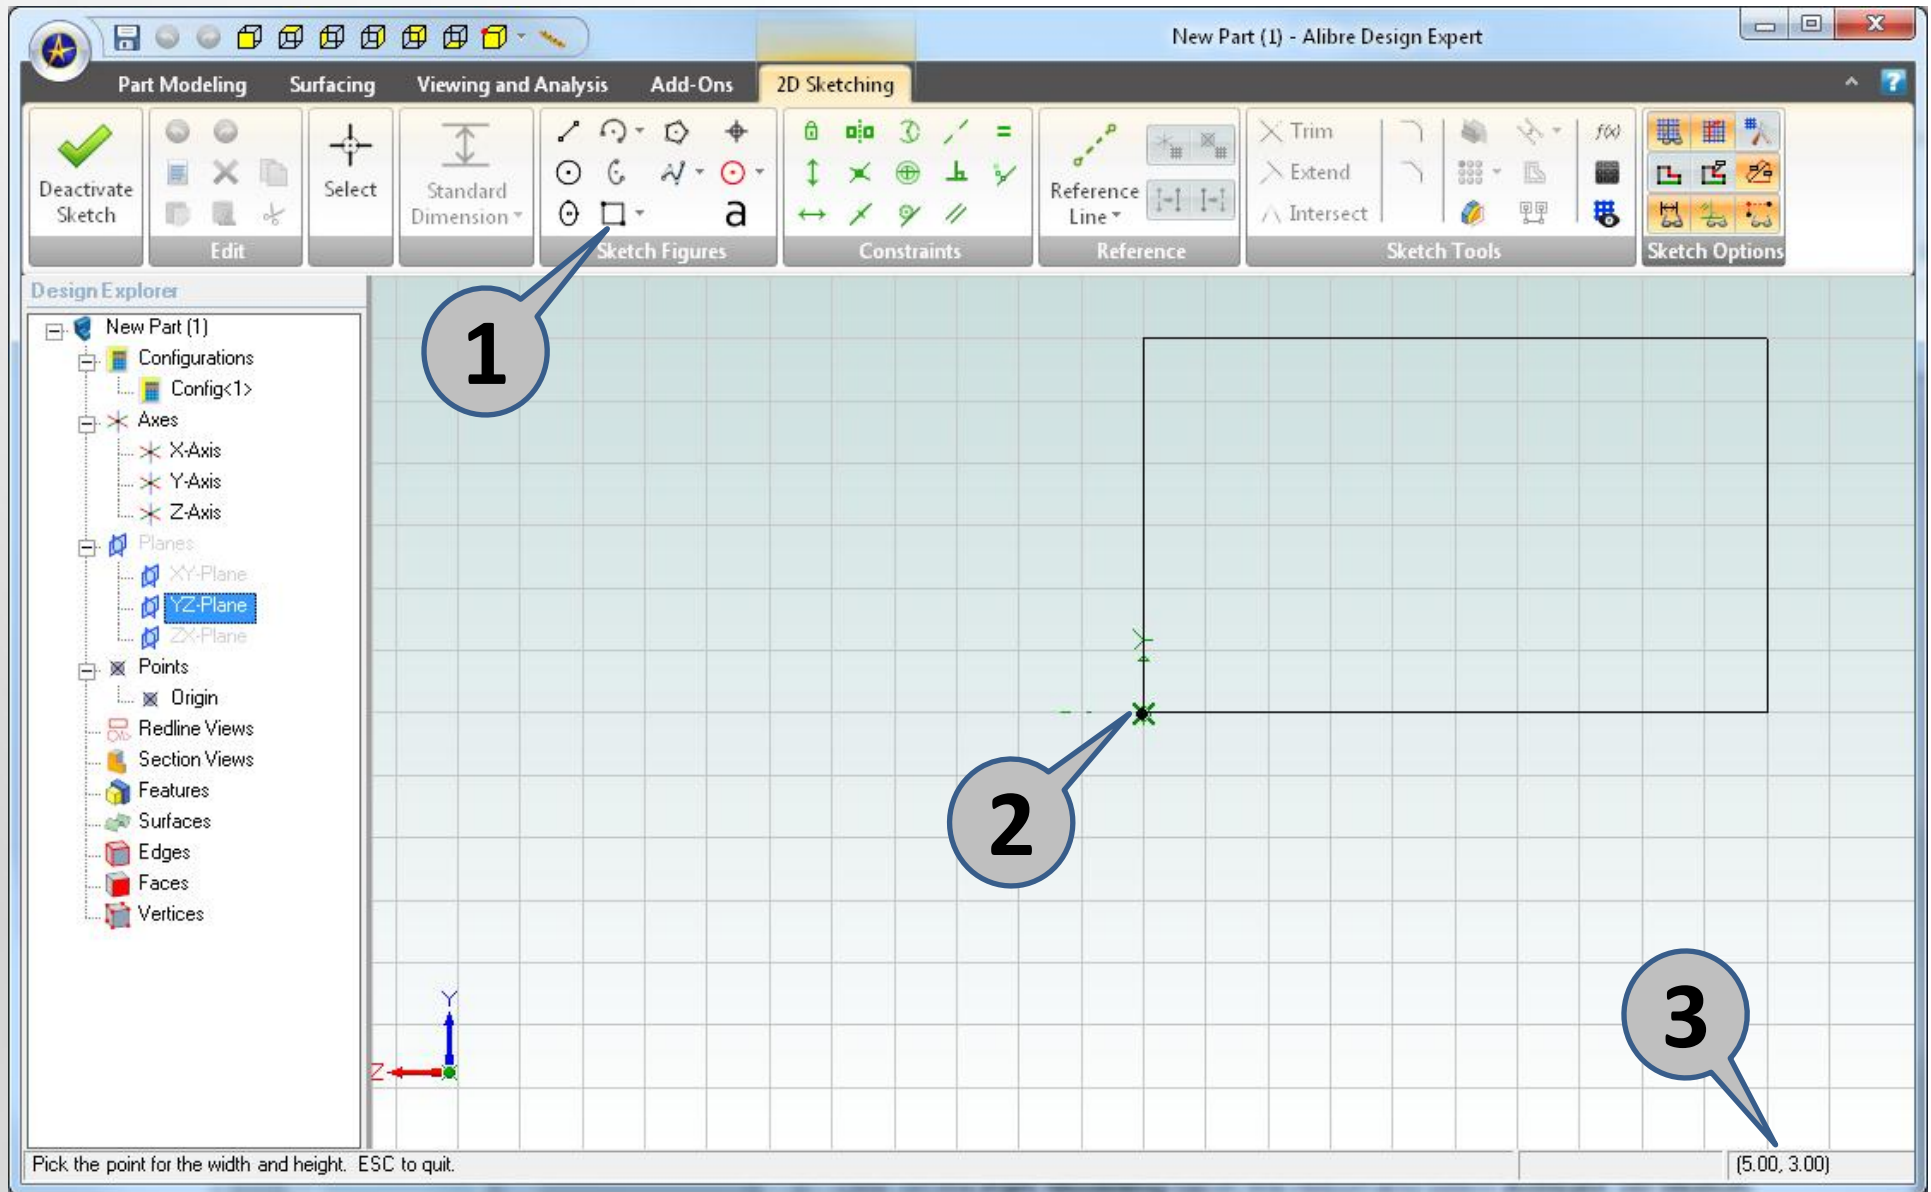 New Part (1) - Alibre Design Expert
Part Modeling Surfacing Viewing and Analysis Add-Ons 2D Sketching
Deactivate
Sketch
Edit
Select
Standard
Dimension
a
Sketch Figures
Constraints
Reference
Line
Reference
Trim
Extend
Intersect
f(x)
Sketch Tools
Sketch Options
Design Explorer
New Part (1)
Configurations
Config<1>
Axes
X-Axis
Y-Axis
Z-Axis
Planes
XY-Plane
YZ-Plane
ZX-Plane
Points
Origin
Redline Views
Section Views
Features
Surfaces
Edges
Faces
Vertices
1
2
3
Y
Y
Z
Pick the point for the width and height. ESC to quit.
(5.00, 3.00)